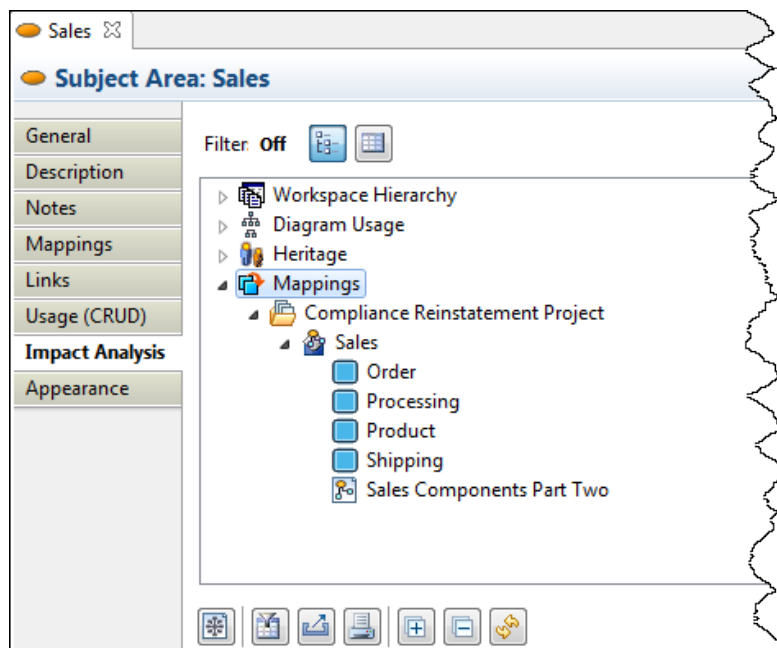 Sales
Subject Area: Sales
General
Description
Notes
Mappings
Links
Usage (CRUD)
Impact Analysis
Appearance
Filter: Off
Workspace Hierarchy
Diagram Usage
Heritage
Mappings
Compliance Reinstatement Project
Sales
Order
Processing
Product
Shipping
Sales Components Part Two